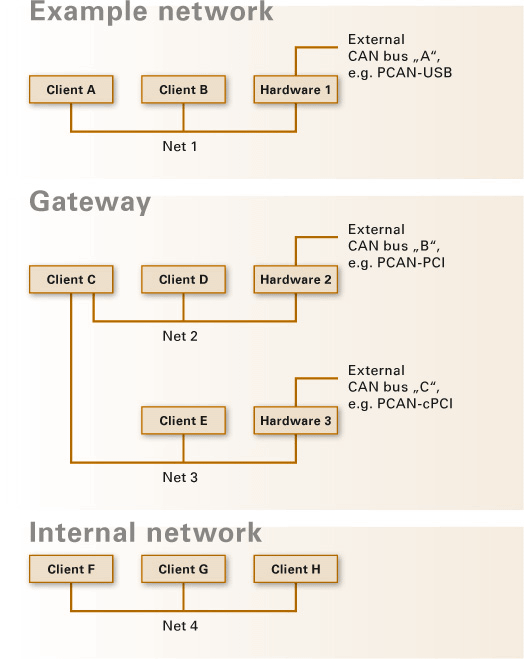 Example network
External
CAN bus „A“,
e.g. PCAN-USB
Client A
Client B
Hardware 1
Net 1
Gateway
External
CAN bus „B“,
e.g. PCAN-PCI
Client C
Client D
Hardware 2
Net 2
External
CAN bus „C“,
e.g. PCAN-cPCI
Client E
Hardware 3
Net 3
Internal network
Client F
Client G
Client H
Net 4